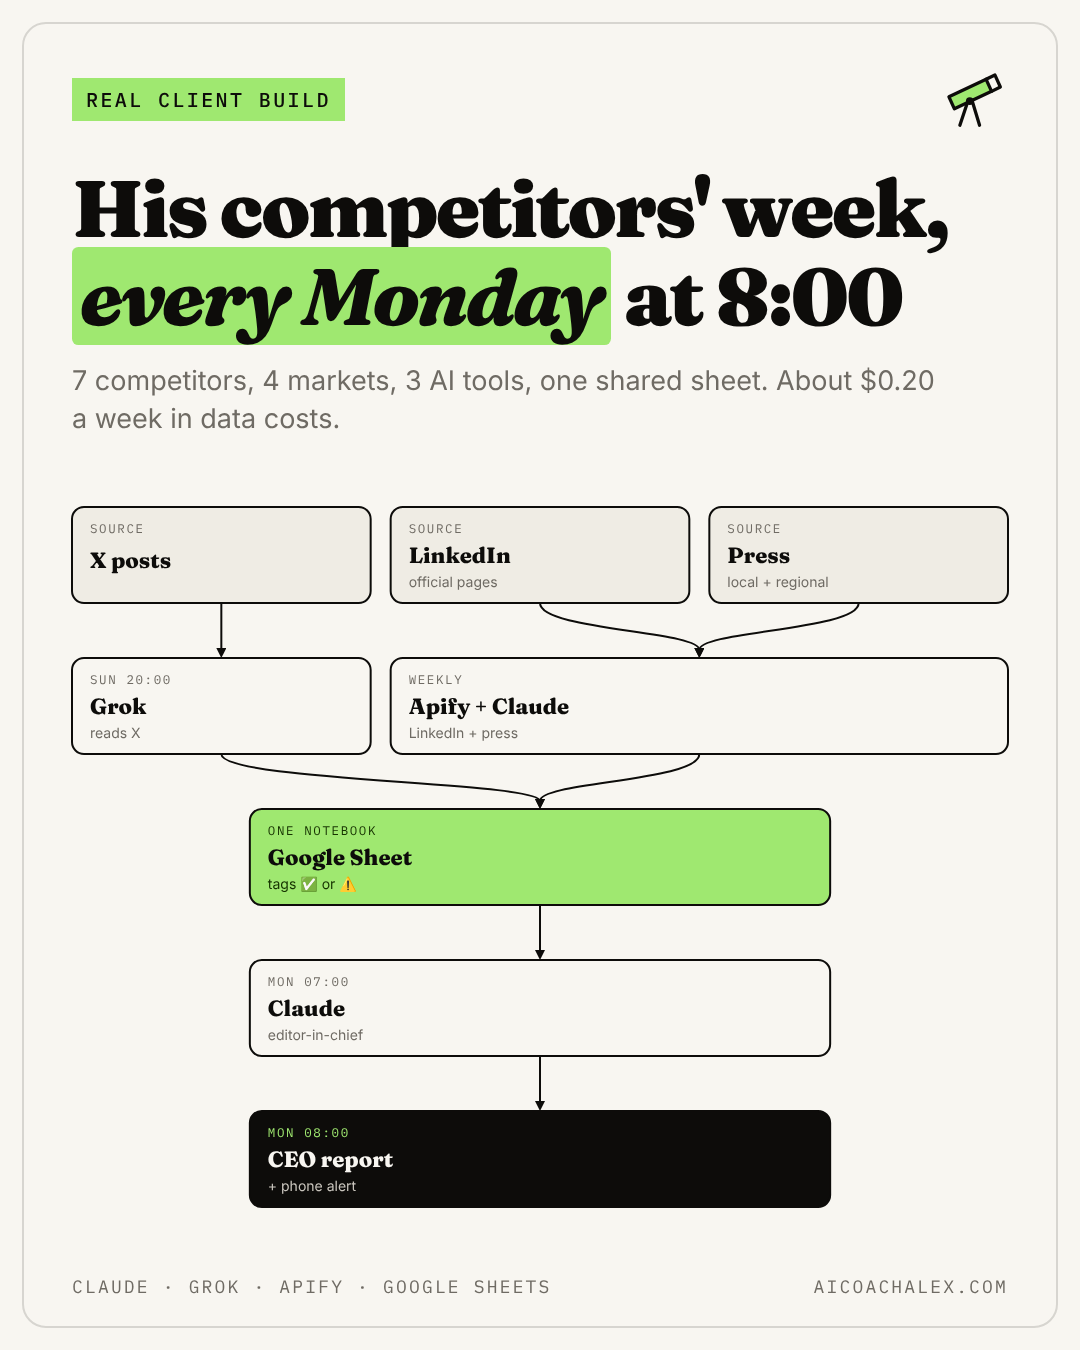 REAL CLIENT BUILD
His competitors' week,
every Monday at 8:00
7 competitors, 4 markets, 3 AI tools, one shared sheet. About $0.20
a week in data costs.
SOURCE
X posts
SOURCE
LinkedIn
official pages
SOURCE
Press
local + regional
SUN 20:00
Grok
reads X
WEEKLY
Apify + Claude
LinkedIn + press
ONE NOTEBOOK
Google Sheet
tags ✅ or ⚠️
MON 07:00
Claude
editor-in-chief
MON 08:00
CEO report
+ phone alert
CLAUDE · GROK · APIFY · GOOGLE SHEETS
AICOACHALEX.COM